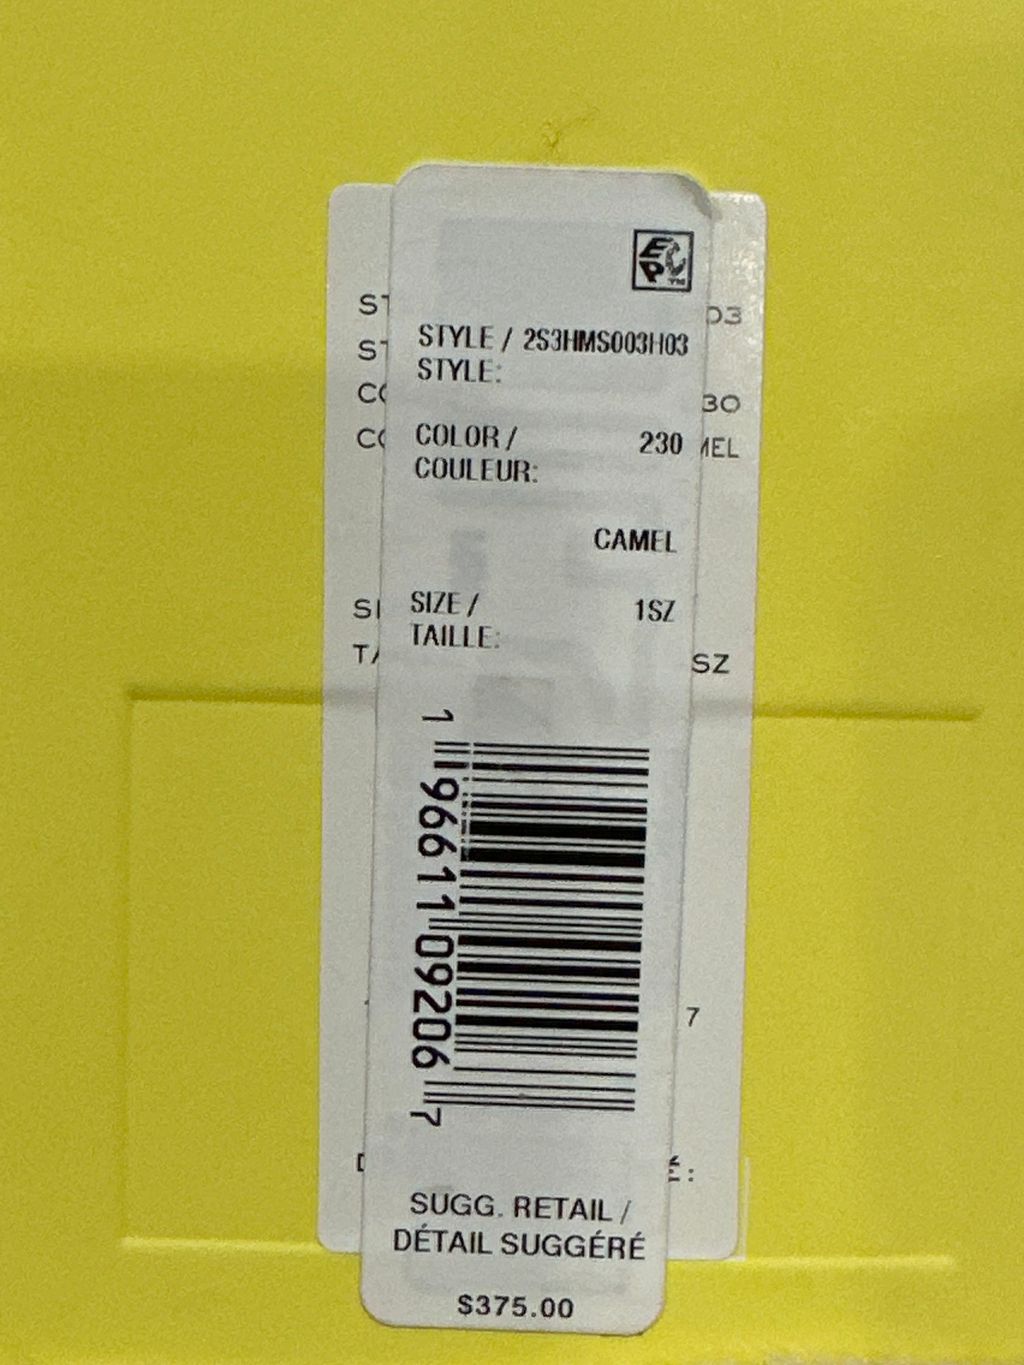 EPC™
STYLE / 2S3HMS003H03
STYLE:
COLOR / 230
COULEUR:
CAMEL
SIZE / 1SZ
TAILLE:
1 96611 09206 7
SUGG. RETAIL /
DÉTAIL SUGGÉRÉ
$375.00